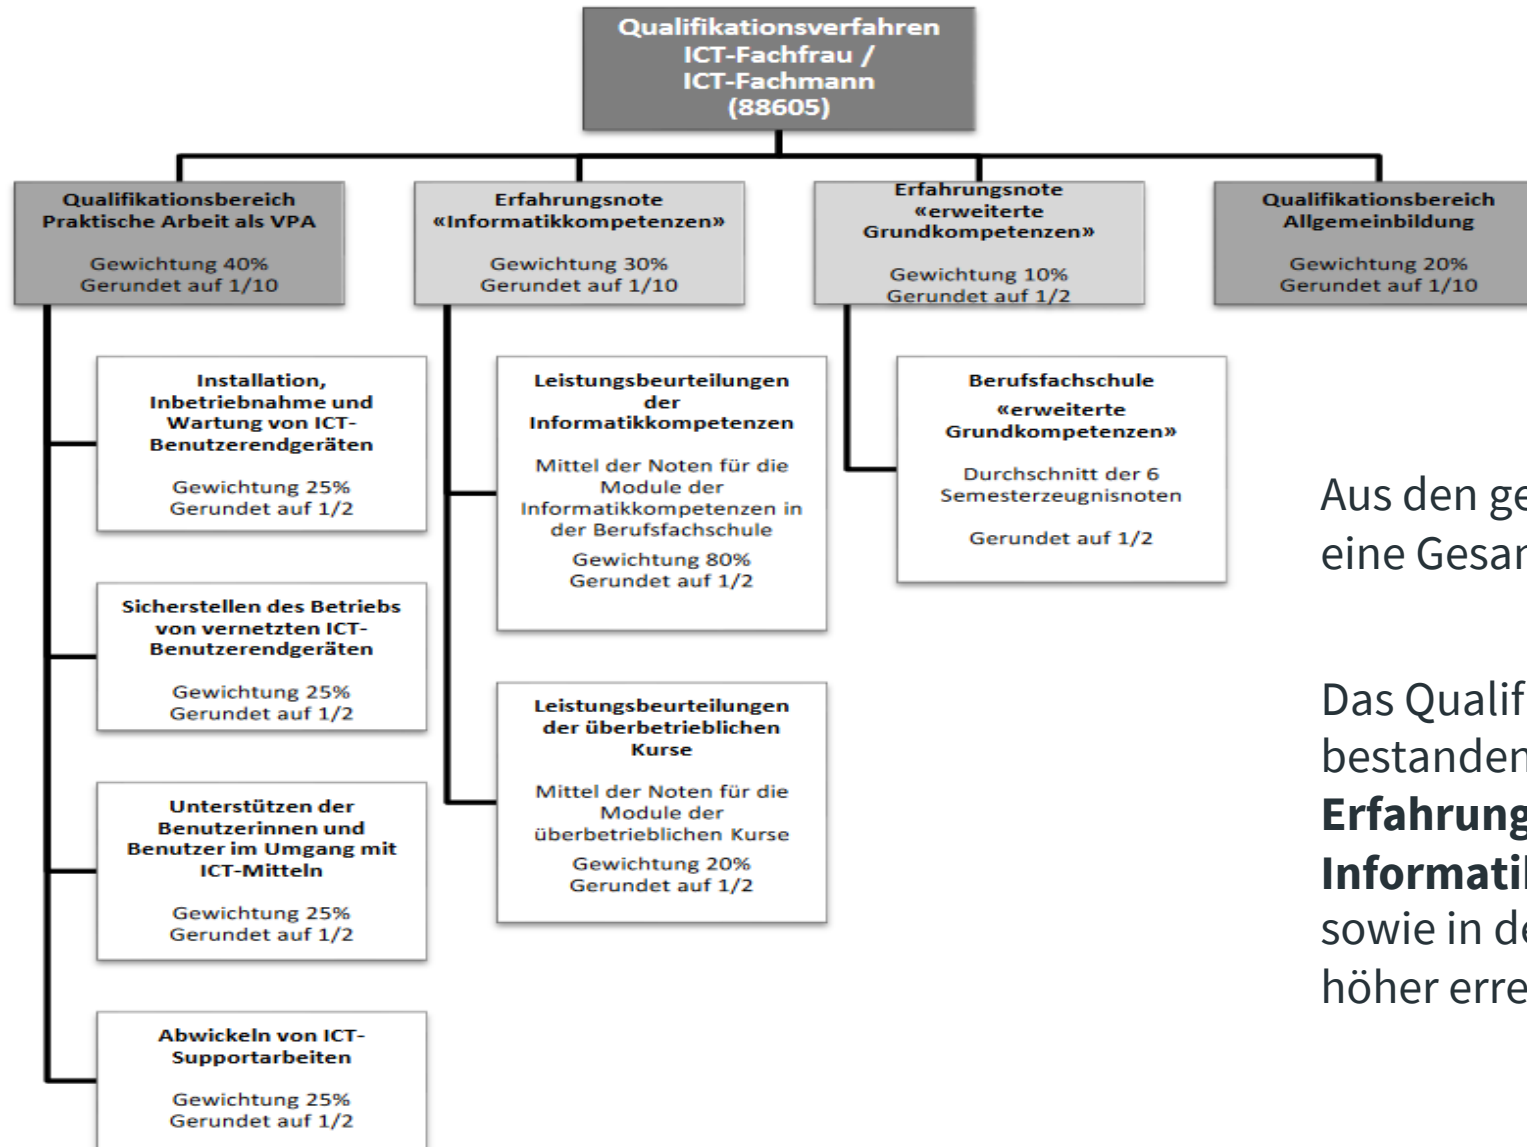 Qualifikationsverfahren
ICT-Fachfrau /
ICT-Fachmann
(88605)
Qualifikationsbereich
Praktische Arbeit als VPA
Gewichtung 40%
Gerundet auf 1/10
Erfahrungsnote
«Informatikkompetenzen»
Gewichtung 30%
Gerundet auf 1/10
Erfahrungsnote
«erweiterte
Grundkompetenzen»
Gewichtung 10%
Gerundet auf 1/2
Qualifikationsbereich
Allgemeinbildung
Gewichtung 20%
Gerundet auf 1/10
Installation,
Inbetriebnahme und
Wartung von ICT-
Benutzerendgeräten
Gewichtung 25%
Gerundet auf 1/2
Sicherstellen des Betriebs
von vernetzten ICT-
Benutzerendgeräten
Gewichtung 25%
Gerundet auf 1/2
Unterstützen der
Benutzerinnen und
Benutzer im Umgang mit
ICT-Mitteln
Gewichtung 25%
Gerundet auf 1/2
Abwickeln von ICT-
Supportarbeiten
Gewichtung 25%
Gerundet auf 1/2
Leistungsbeurteilungen
der
Informatikkompetenzen
Mittel der Noten für die
Module der
Informatikkompetenzen in
der Berufsfachschule
Gewichtung 80%
Gerundet auf 1/2
Leistungsbeurteilungen
der überbetrieblichen
Kurse
Mittel der Noten für die
Module der
überbetrieblichen Kurse
Gewichtung 20%
Gerundet auf 1/2
Berufsfachschule
«erweiterte
Grundkompetenzen»
Durchschnitt der 6
Semesterzeugnisnoten
Gerundet auf 1/2
Aus den
eine
Das
bestanden
sowie in
höher